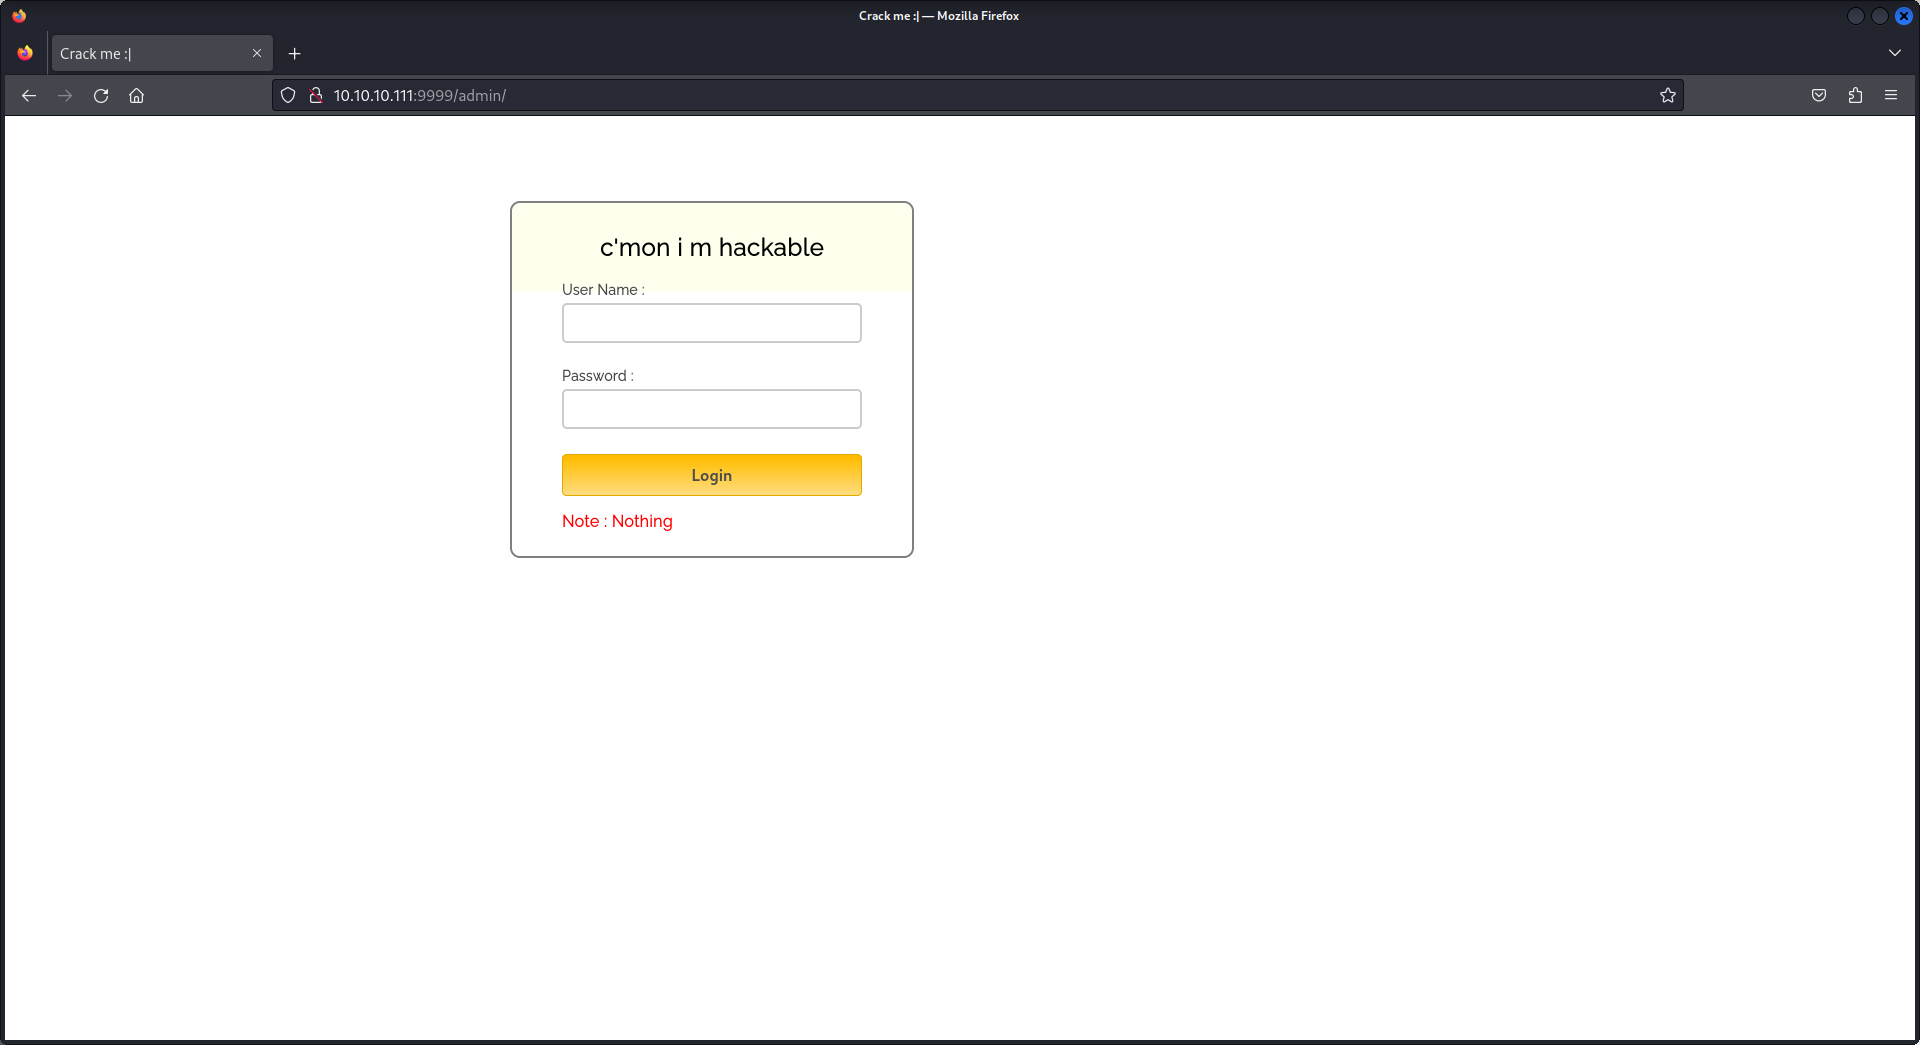 Crack me :| — Mozilla Firefox
Crack me :|
10.10.10.111:9999/admin/
c'mon i m hackable
User Name :
Password :
Login
Note : Nothing